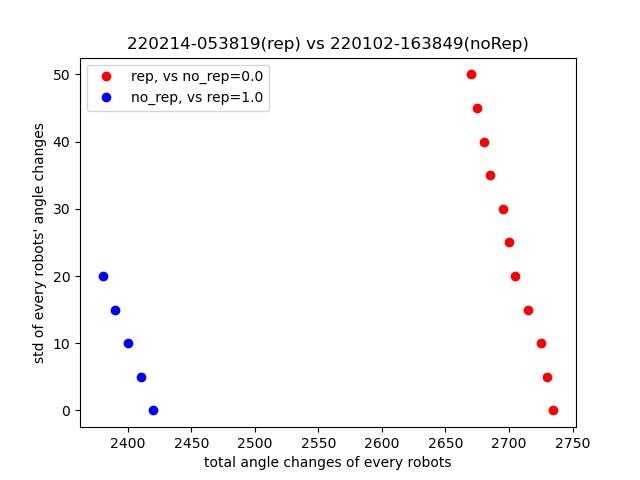 220214-053819(rep) vs 220102-163849(noRep)
rep, vs no_rep=0.0
no_rep, vs rep=1.0
std of every robots' angle changes
50
40
30
20
10
0
2400 2450 2500 2550 2600 2650 2700 2750
total angle changes of every robots